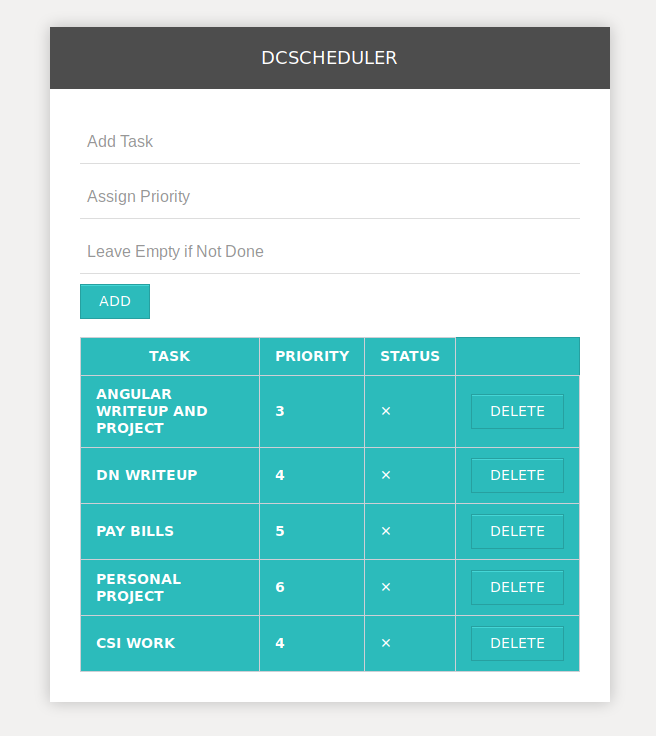 DCSCHEDULER
Add Task
Assign Priority
Leave Empty if Not Done
ADD
TASK PRIORITY STATUS
ANGULAR
WRITEUP AND
PROJECT
3 ✕ DELETE
DN WRITEUP 4 ✕ DELETE
PAY BILLS 5 ✕ DELETE
PERSONAL
PROJECT
6 ✕ DELETE
CSI WORK 4 ✕ DELETE